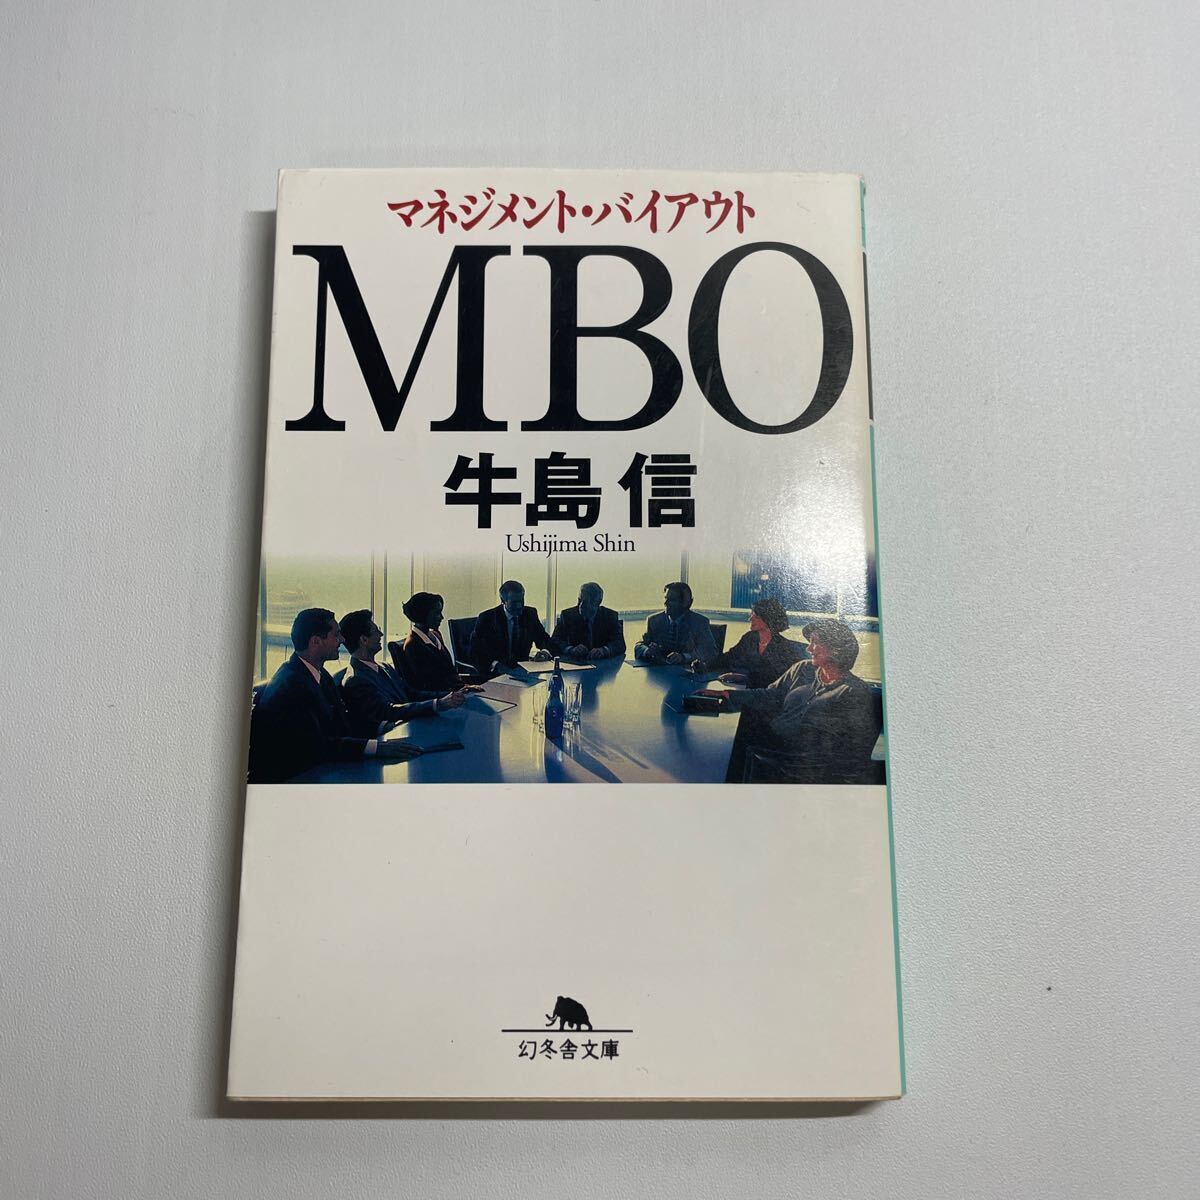 マネジメント・バイアウト
MBO
牛島 信
Ushijima Shin
幻冬舎文庫